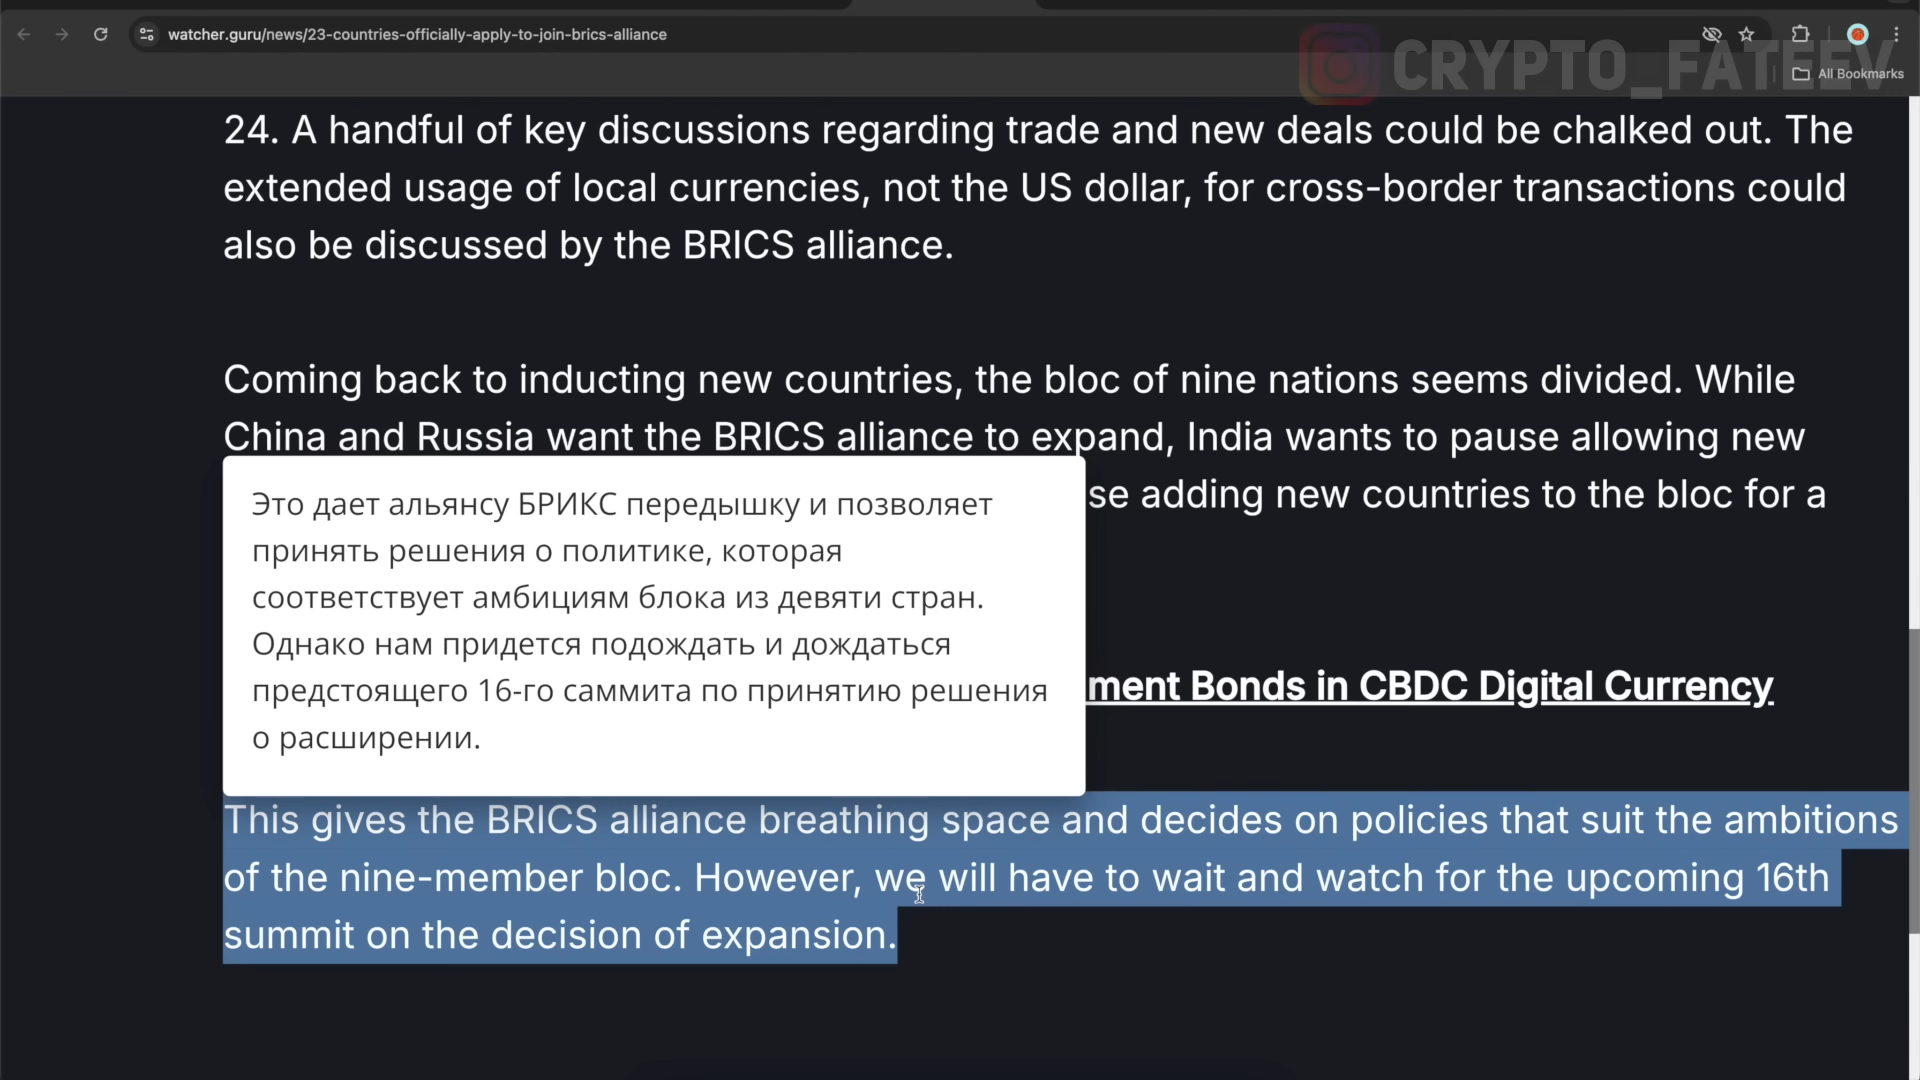 watcher.guru/news/23-countries-officially-apply-to-join-brics-alliance
CRYPTO_FATEEV
All Bookmarks
24. A handful of key discussions regarding trade and new deals could be chalked out. The
extended usage of local currencies, not the US dollar, for cross-border transactions could
also be discussed by the BRICS alliance.
Coming back to inducting new countries, the bloc of nine nations seems divided. While
China and Russia want the BRICS alliance to expand, India wants to pause allowing new
se adding new countries to the bloc for a
Это дает альянсу БРИКС передышку и позволяет
принять решения о политике, которая
соответствует амбициям блока из девяти стран.
Однако нам придется подождать и дождаться
предстоящего 16-го саммита по принятию решения
о расширении.
ment Bonds in CBDC Digital Currency
This gives the BRICS alliance breathing space and decides on policies that suit the ambitions
of the nine-member bloc. However, we will have to wait and watch for the upcoming 16th
summit on the decision of expansion.